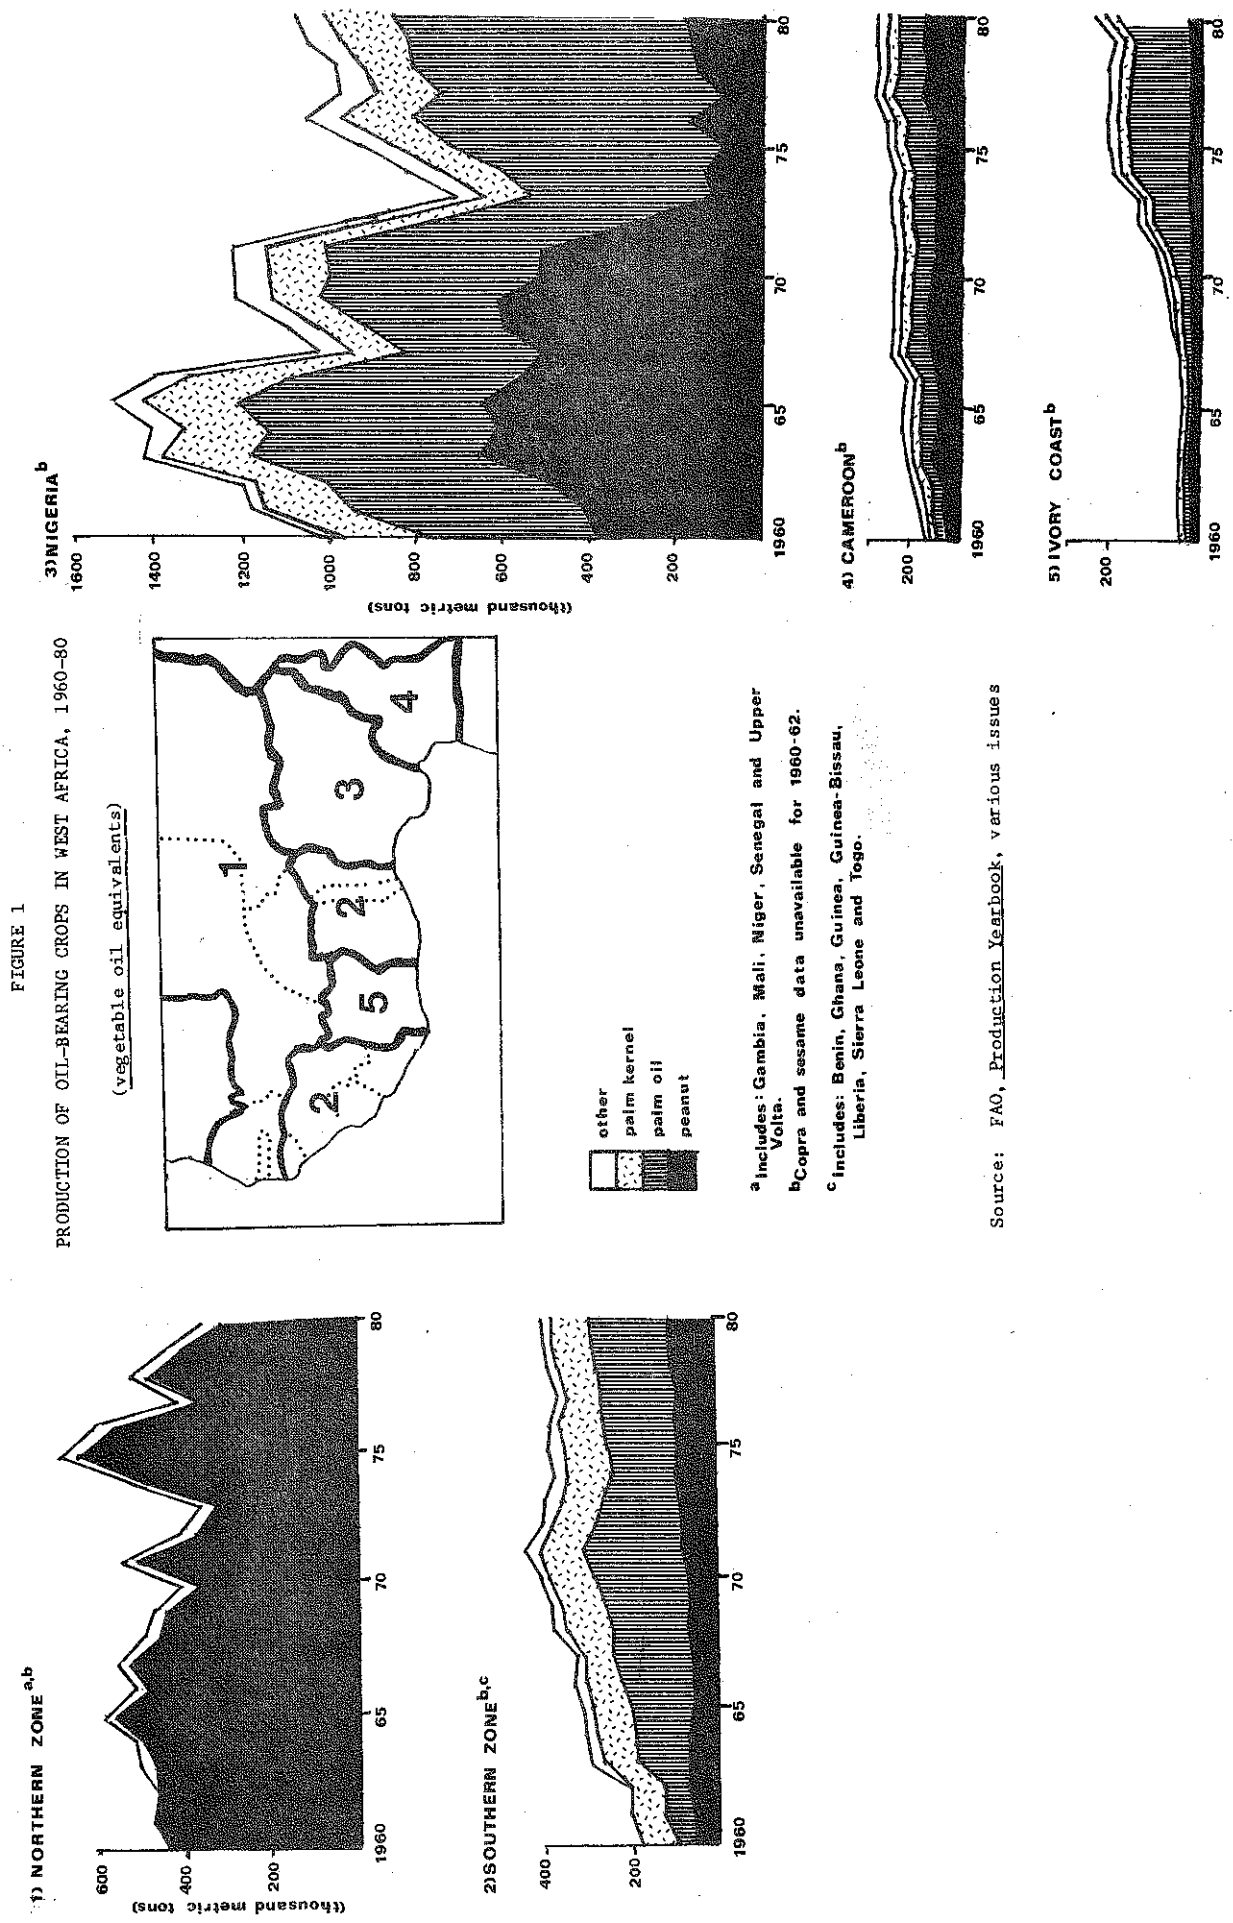 FIGURE 1
PRODUCTION OF OIL-BEARING CROPS IN WEST AFRICA, 1960-80
(vegetable oil equivalents)
1) NORTHERN ZONE a,b
(thousand metric tons)
600
400
200
1960
65
70
75
80
2)SOUTHERN ZONE b,c
400
200
1960
65
70
75
80
1
2
2
3
4
5
other
palm kernel
palm oil
peanut
a Includes: Gambia, Mali, Niger, Senegal and Upper
Volta.
b Copra and sesame data unavailable for 1960-62.
c Includes: Benin, Ghana, Guinea, Guinea-Bissau,
Liberia, Sierra Leone and Togo.
Source: FAO, Production Yearbook, various issues
3)NIGERIA b
(thousand metric tons)
1600
1400
1200
1000
800
600
400
200
1960
65
70
75
80
4) CAMEROON b
200
1960
65
70
75
80
5) IVORY COAST b
200
1960
65
70
75
80